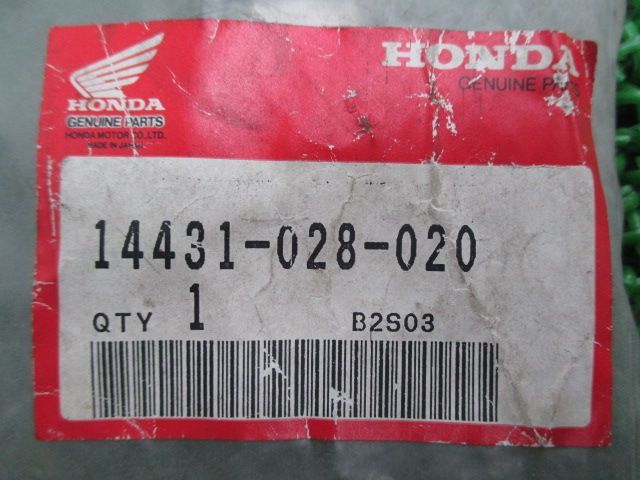 HONDA
GENUINE PARTS
HONDA MOTOR CO.,LTD.
MADE IN JAPAN
HONDA
GENUINE PARTS
14431-028-020
QTY 1 B2S03